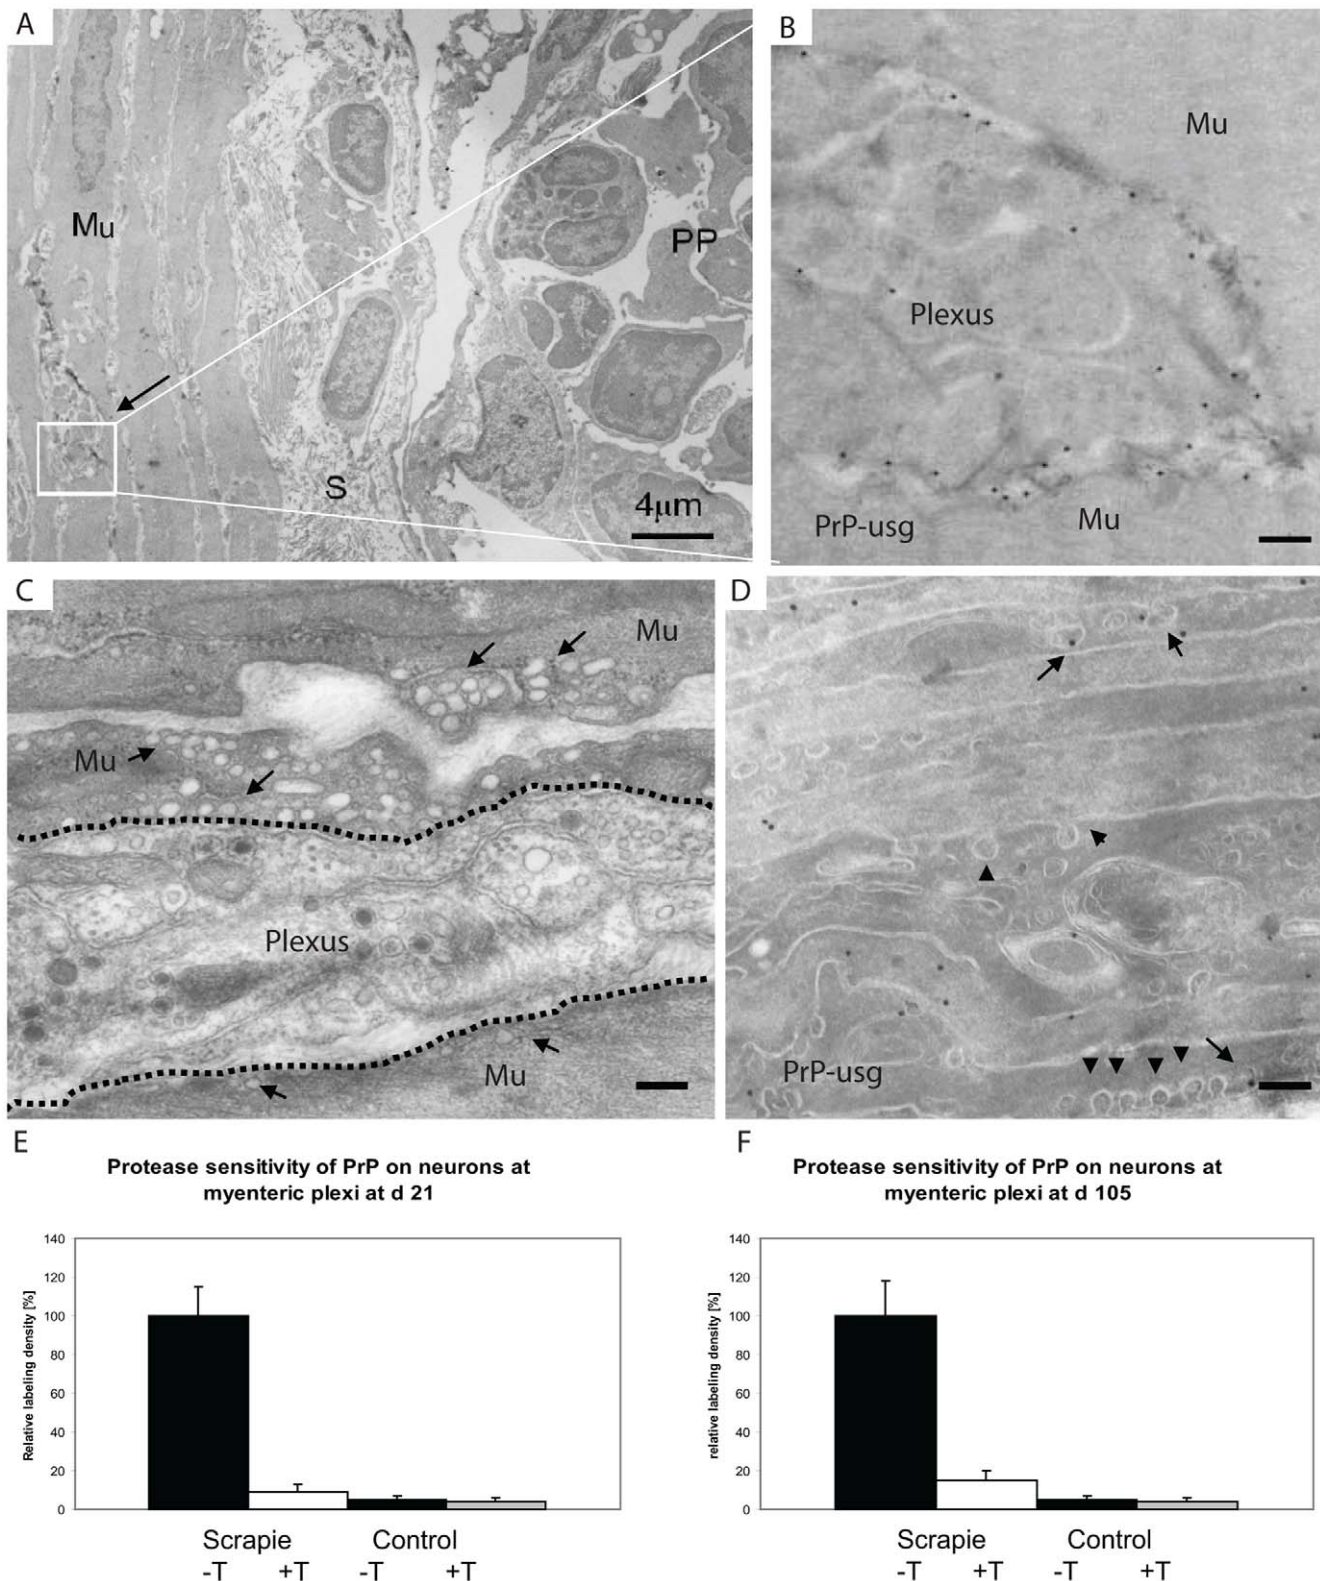 A
Mu
PP
S
4μm
B
Mu
Plexus
PrP-usg
Mu
C
Mu
Mu
Plexus
Mu
D
PrP-usg
E
Protease sensitivity of PrP on neurons at
myenteric plexi at d 21
Relative labeling density [%]
140
120
100
80
60
40
20
0
Scrapie
Control
-T
+T
-T
+T
F
Protease sensitivity of PrP on neurons at
myenteric plexi at d 105
relative labeling density [%]
140
120
100
80
60
40
20
0
Scrapie
Control
-T
+T
-T
+T